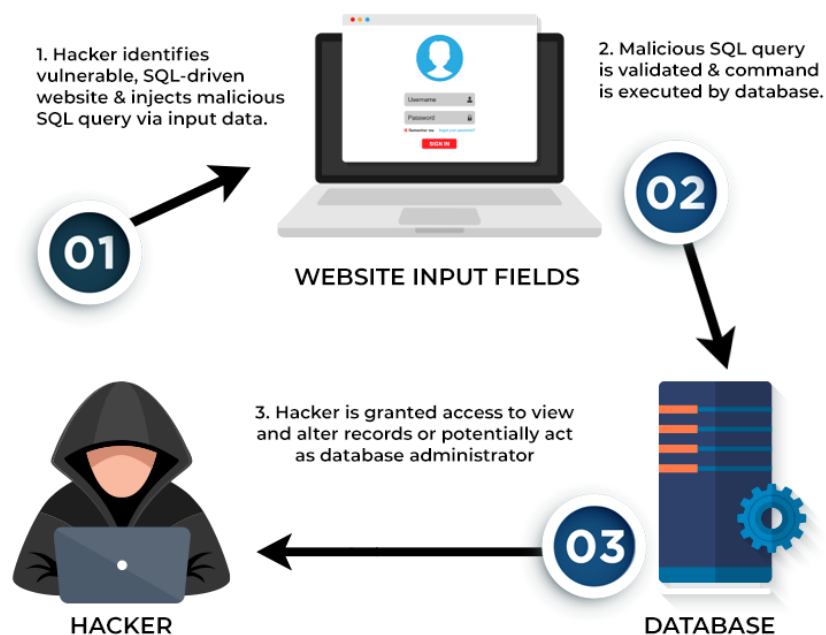 1. Hacker identifies
vulnerable, SQL-driven
website & injects malicious
SQL query via input data.
Username
Password
Remember me Forgot your password?
SIGN IN
2. Malicious SQL query
is validated & command
is executed by database.
01
02
WEBSITE INPUT FIELDS
3. Hacker is granted access to view
and alter records or potentially act
as database administrator
03
HACKER
DATABASE